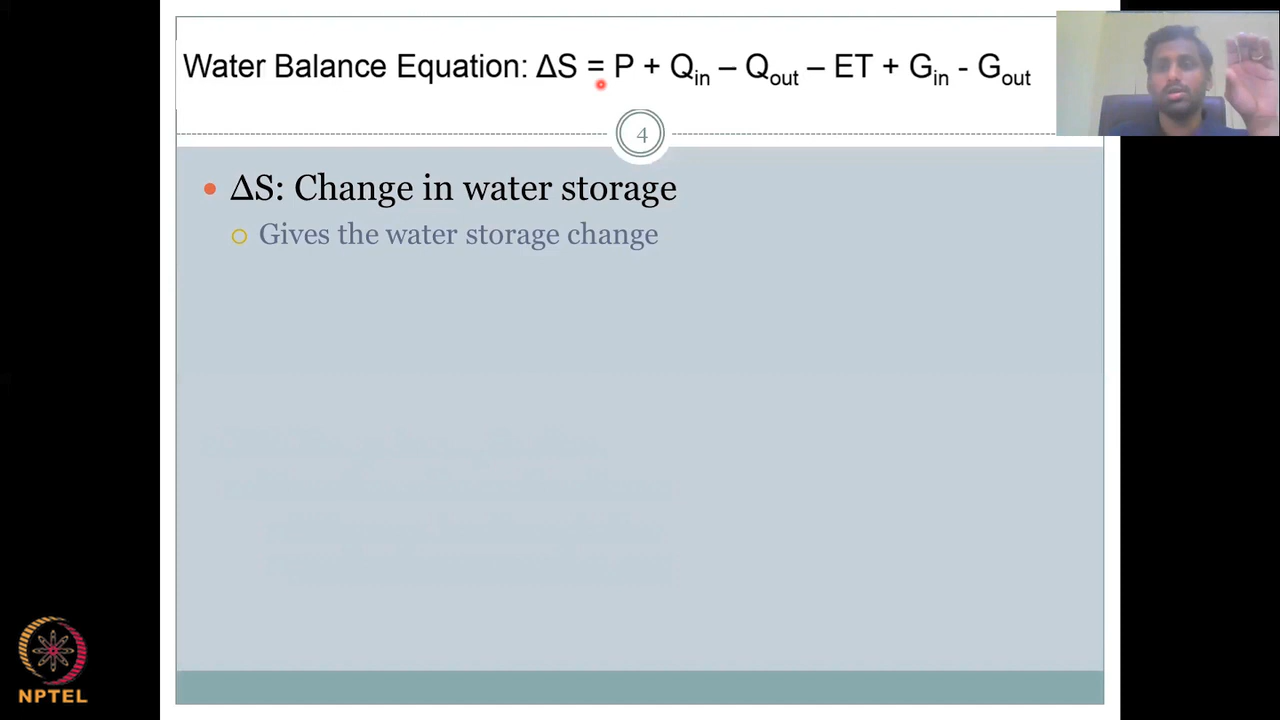 Water Balance Equation: ΔS = P + Qin – Qout – ET + Gin - Gout
4
ΔS: Change in water storage
Gives the water storage change
NPTEL